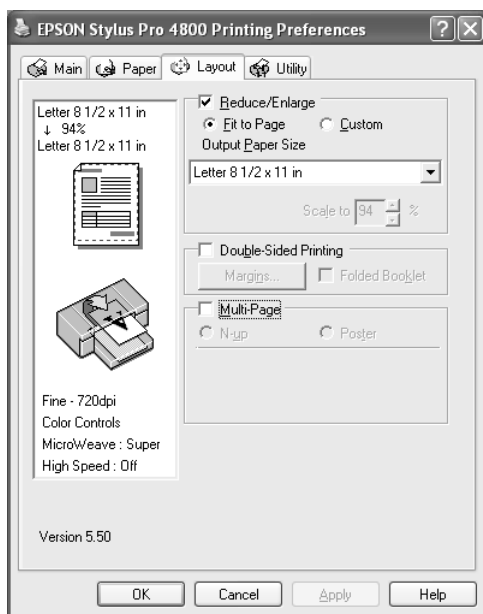 EPSON Stylus Pro 4800 Printing Preferences
Main
Paper
Layout
Utility
Letter 8 1/2 x 11 in
↓ 94%
Letter 8 1/2 x 11 in
Fine - 720dpi
Color Controls
MicroWeave : Super
High Speed : Off
Version 5.50
Reduce/Enlarge
Fit to Page
Custom
Output Paper Size
Letter 8 1/2 x 11 in
Scale to 94 %
Double-Sided Printing
Margins...
Folded Booklet
Multi-Page
N-up
Poster
OK
Cancel
Apply
Help